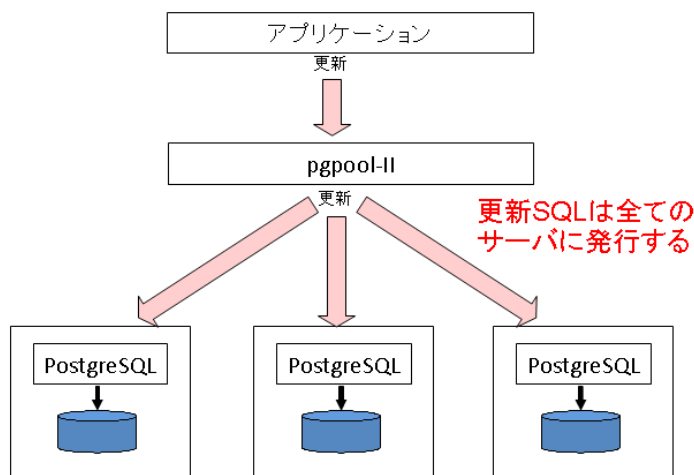 アプリケーション
更新
pgpool-II
更新
更新SQLは全ての
サーバに発行する
PostgreSQL
PostgreSQL
PostgreSQL